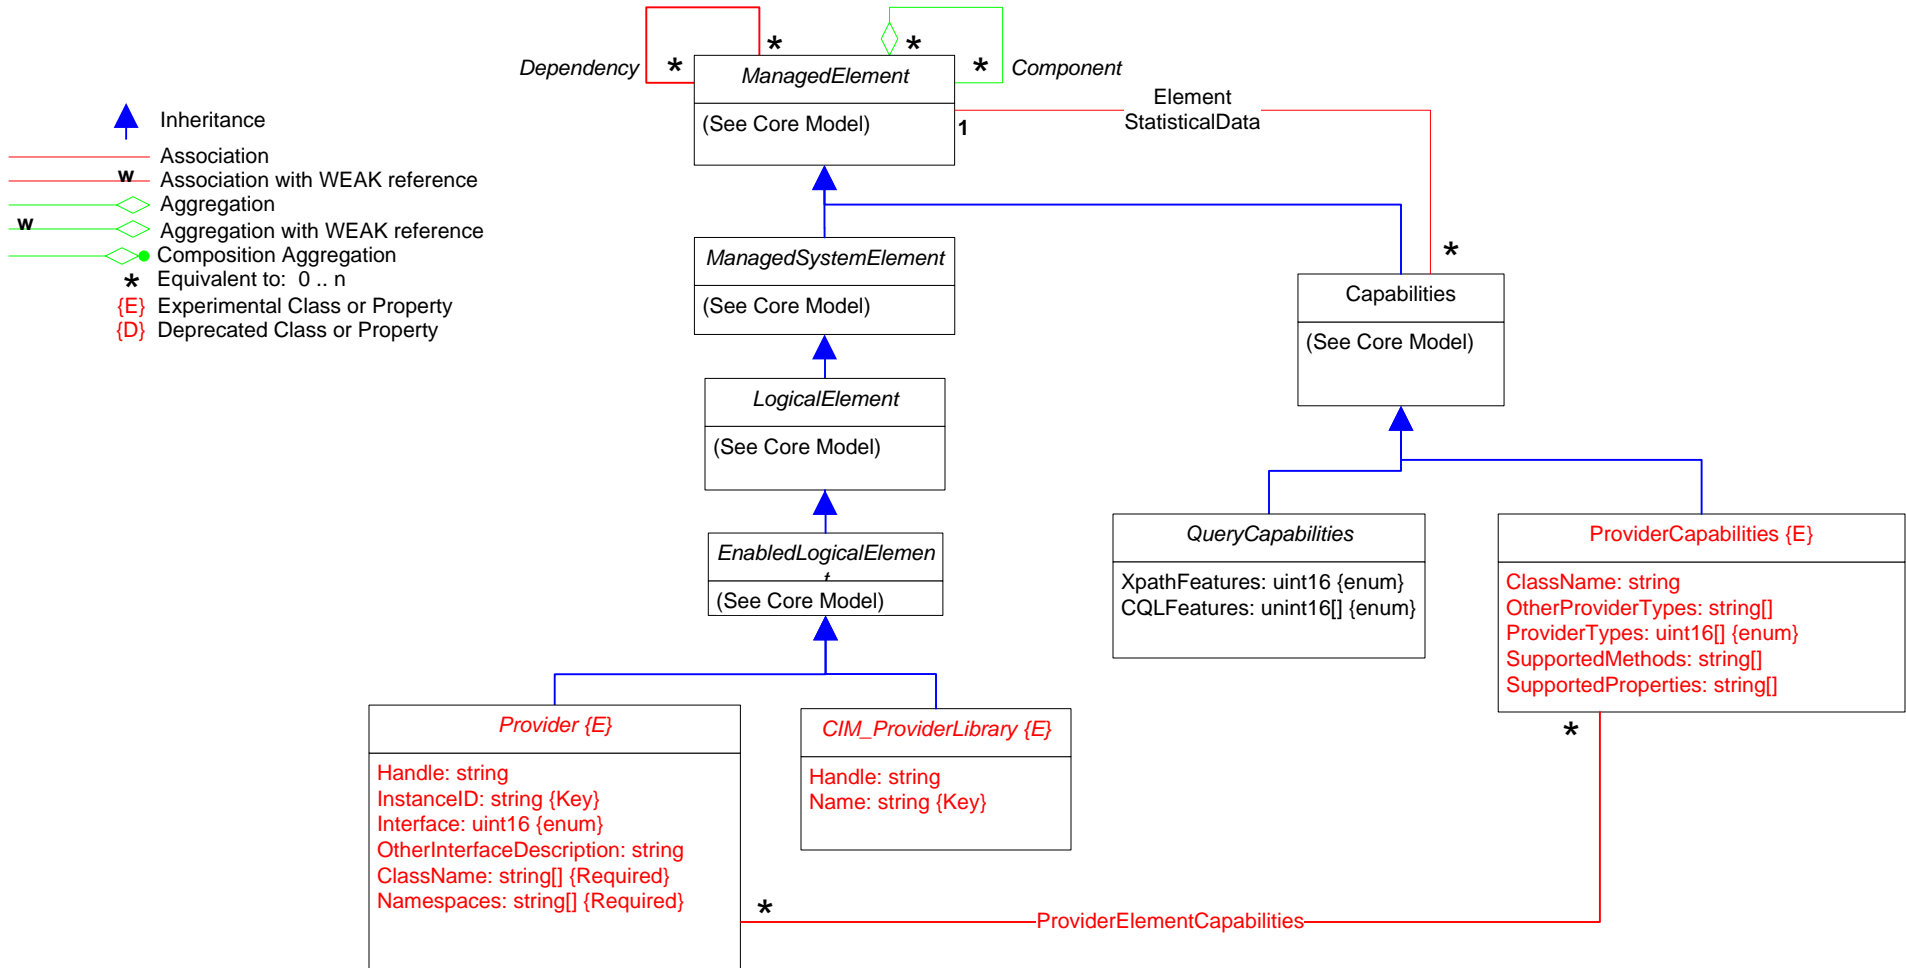 Dependency
*
*
ManagedElement
(See Core Model)
*
*
Component
1
Element
StatisticalData
*
Inheritance
Association
w
Association with WEAK reference
Aggregation
w
Aggregation with WEAK reference
Composition Aggregation
* Equivalent to: 0 .. n
{E} Experimental Class or Property
{D} Deprecated Class or Property
ManagedSystemElement
(See Core Model)
Capabilities
(See Core Model)
LogicalElement
(See Core Model)
EnabledLogicalElemen
t
(See Core Model)
QueryCapabilities
XpathFeatures: uint16 {enum}
CQLFeatures: unint16[] {enum}
ProviderCapabilities {E}
ClassName: string
OtherProviderTypes: string[]
ProviderTypes: uint16[] {enum}
SupportedMethods: string[]
SupportedProperties: string[]
*
Provider {E}
Handle: string
InstanceID: string {Key}
Interface: uint16 {enum}
OtherInterfaceDescription: string
ClassName: string[] {Required}
Namespaces: string[] {Required}
CIM_ProviderLibrary {E}
Handle: string
Name: string {Key}
*
ProviderElementCapabilities